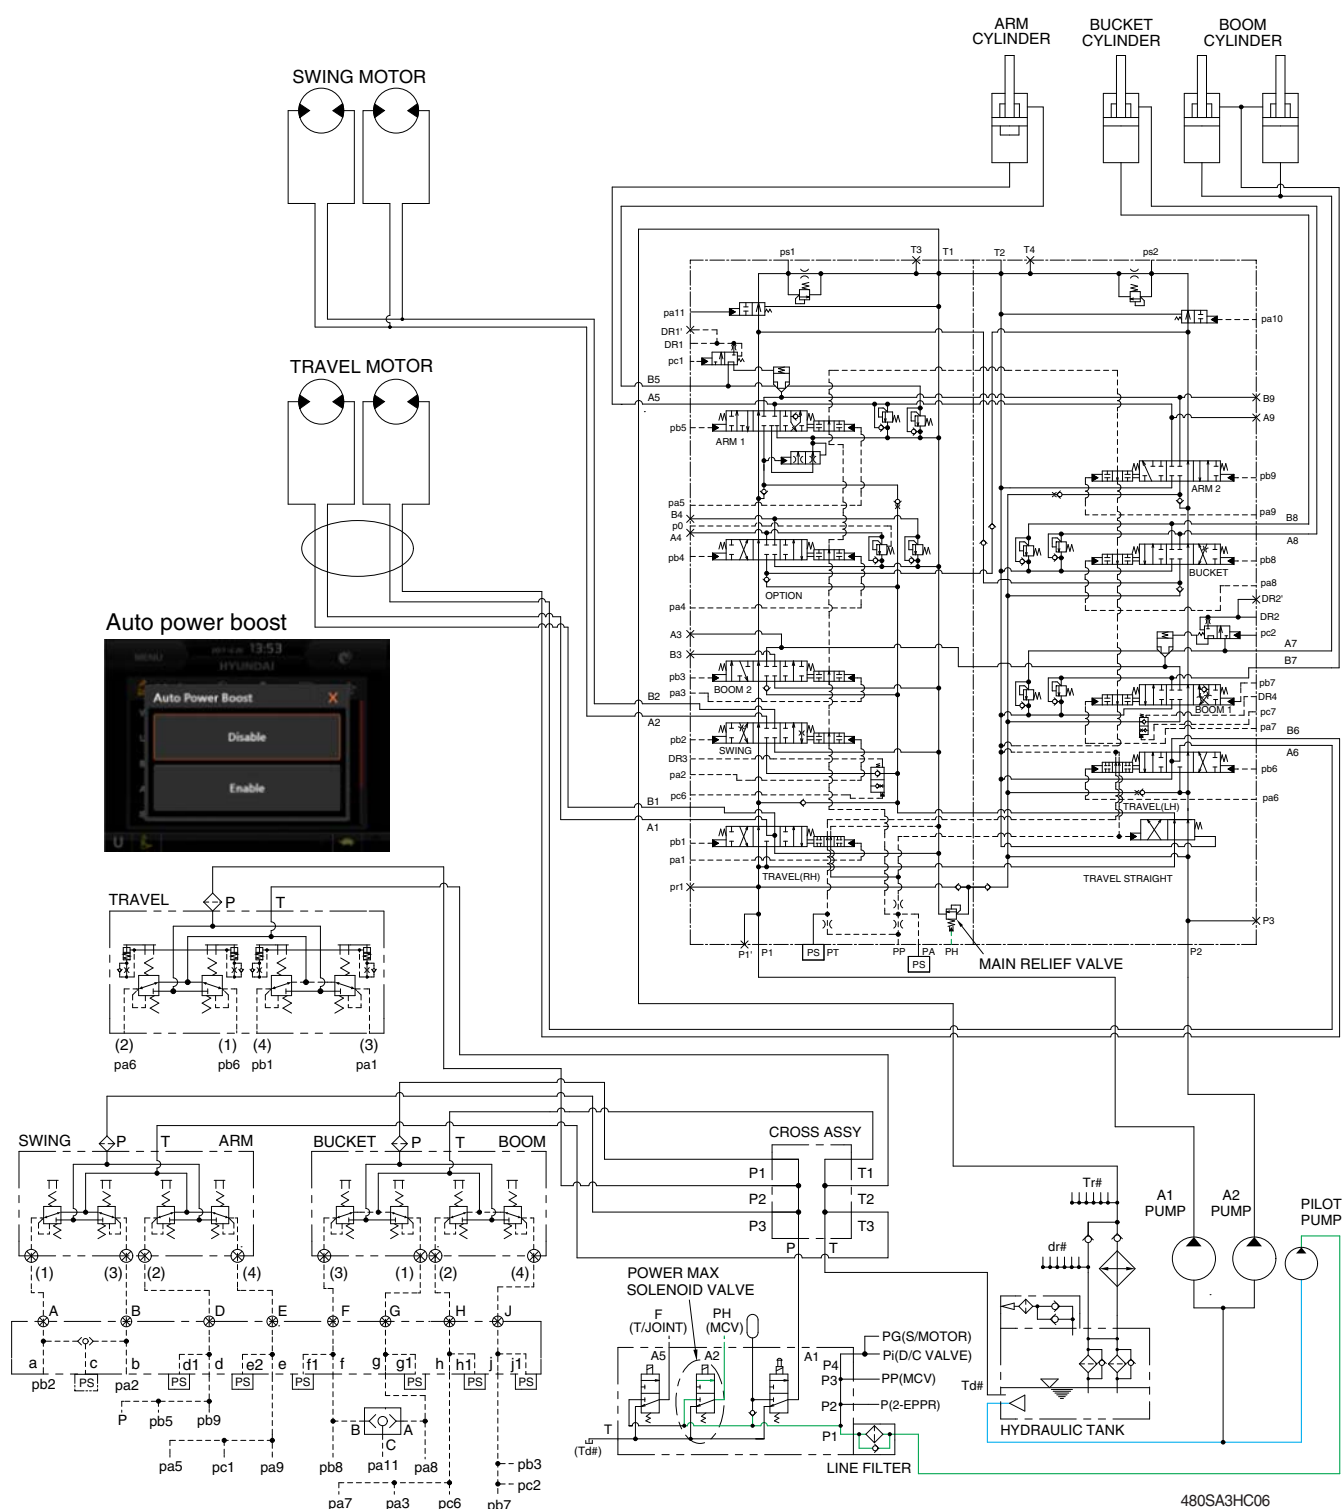 ARM
CYLINDER
BUCKET
CYLINDER
BOOM
CYLINDER
SWING MOTOR
TRAVEL MOTOR
ps1
T3
T1
T2
T4
ps2
pa11
pa10
DR1'
DR1
pc1
B5
A5
B9
A9
pb5
ARM 1
pb9
ARM 2
pa5
pa9
B4
p0
A4
B8
A8
pb4
pb8
BUCKET
OPTION
pa8
pa4
DR2'
DR2
A3
pc2
A7
B3
B7
pb3
pa3
BOOM 2
pb7
DR4
BOOM 1
pc7
pa7
B2
A2
B6
pb2
SWING
A6
DR3
pb6
pa2
pc6
pa6
B1
TRAVEL(LH)
A1
pb1
pa1
TRAVEL(RH)
TRAVEL STRAIGHT
pr1
P3
P1'
P1
PS
PT
PP
PA
PH
PS
MAIN RELIEF VALVE
P2
Auto power boost
13:53
MENU
HYUNDAI
Auto Power Boost
X
Disable
Enable
U
TRAVEL
P
T
(2)
(1)
(4)
(3)
pa6
pb6
pb1
pa1
SWING
P
T
ARM
BUCKET
P
T
BOOM
(1)
(3)
(2)
(4)
(3)
(1)
(2)
(4)
A
B
D
E
F
G
H
J
a
c
b
d1
d
e2
e
f1
f
g
g1
h
h1
j
j1
pb2
PS
pa2
PS
PS
PS
PS
PS
PS
P
pb5
pb9
pa5
pc1
pa9
B
A
C
pb8
pa11
pa8
pa7
pa3
pc6
pb3
pc2
pb7
CROSS ASSY
P1
T1
P2
T2
P3
T3
P
T
POWER MAX
SOLENOID VALVE
F
(T/JOINT)
PH
(MCV)
A5
A2
A1
PG(S/MOTOR)
Pi(D/C VALVE)
P4
P3
PP(MCV)
P2
P(2-EPPR)
P1
T
(Td#)
LINE FILTER
Tr#
dr#
Td#
HYDRAULIC TANK
A1
PUMP
A2
PUMP
PILOT
PUMP
480SA3HC06